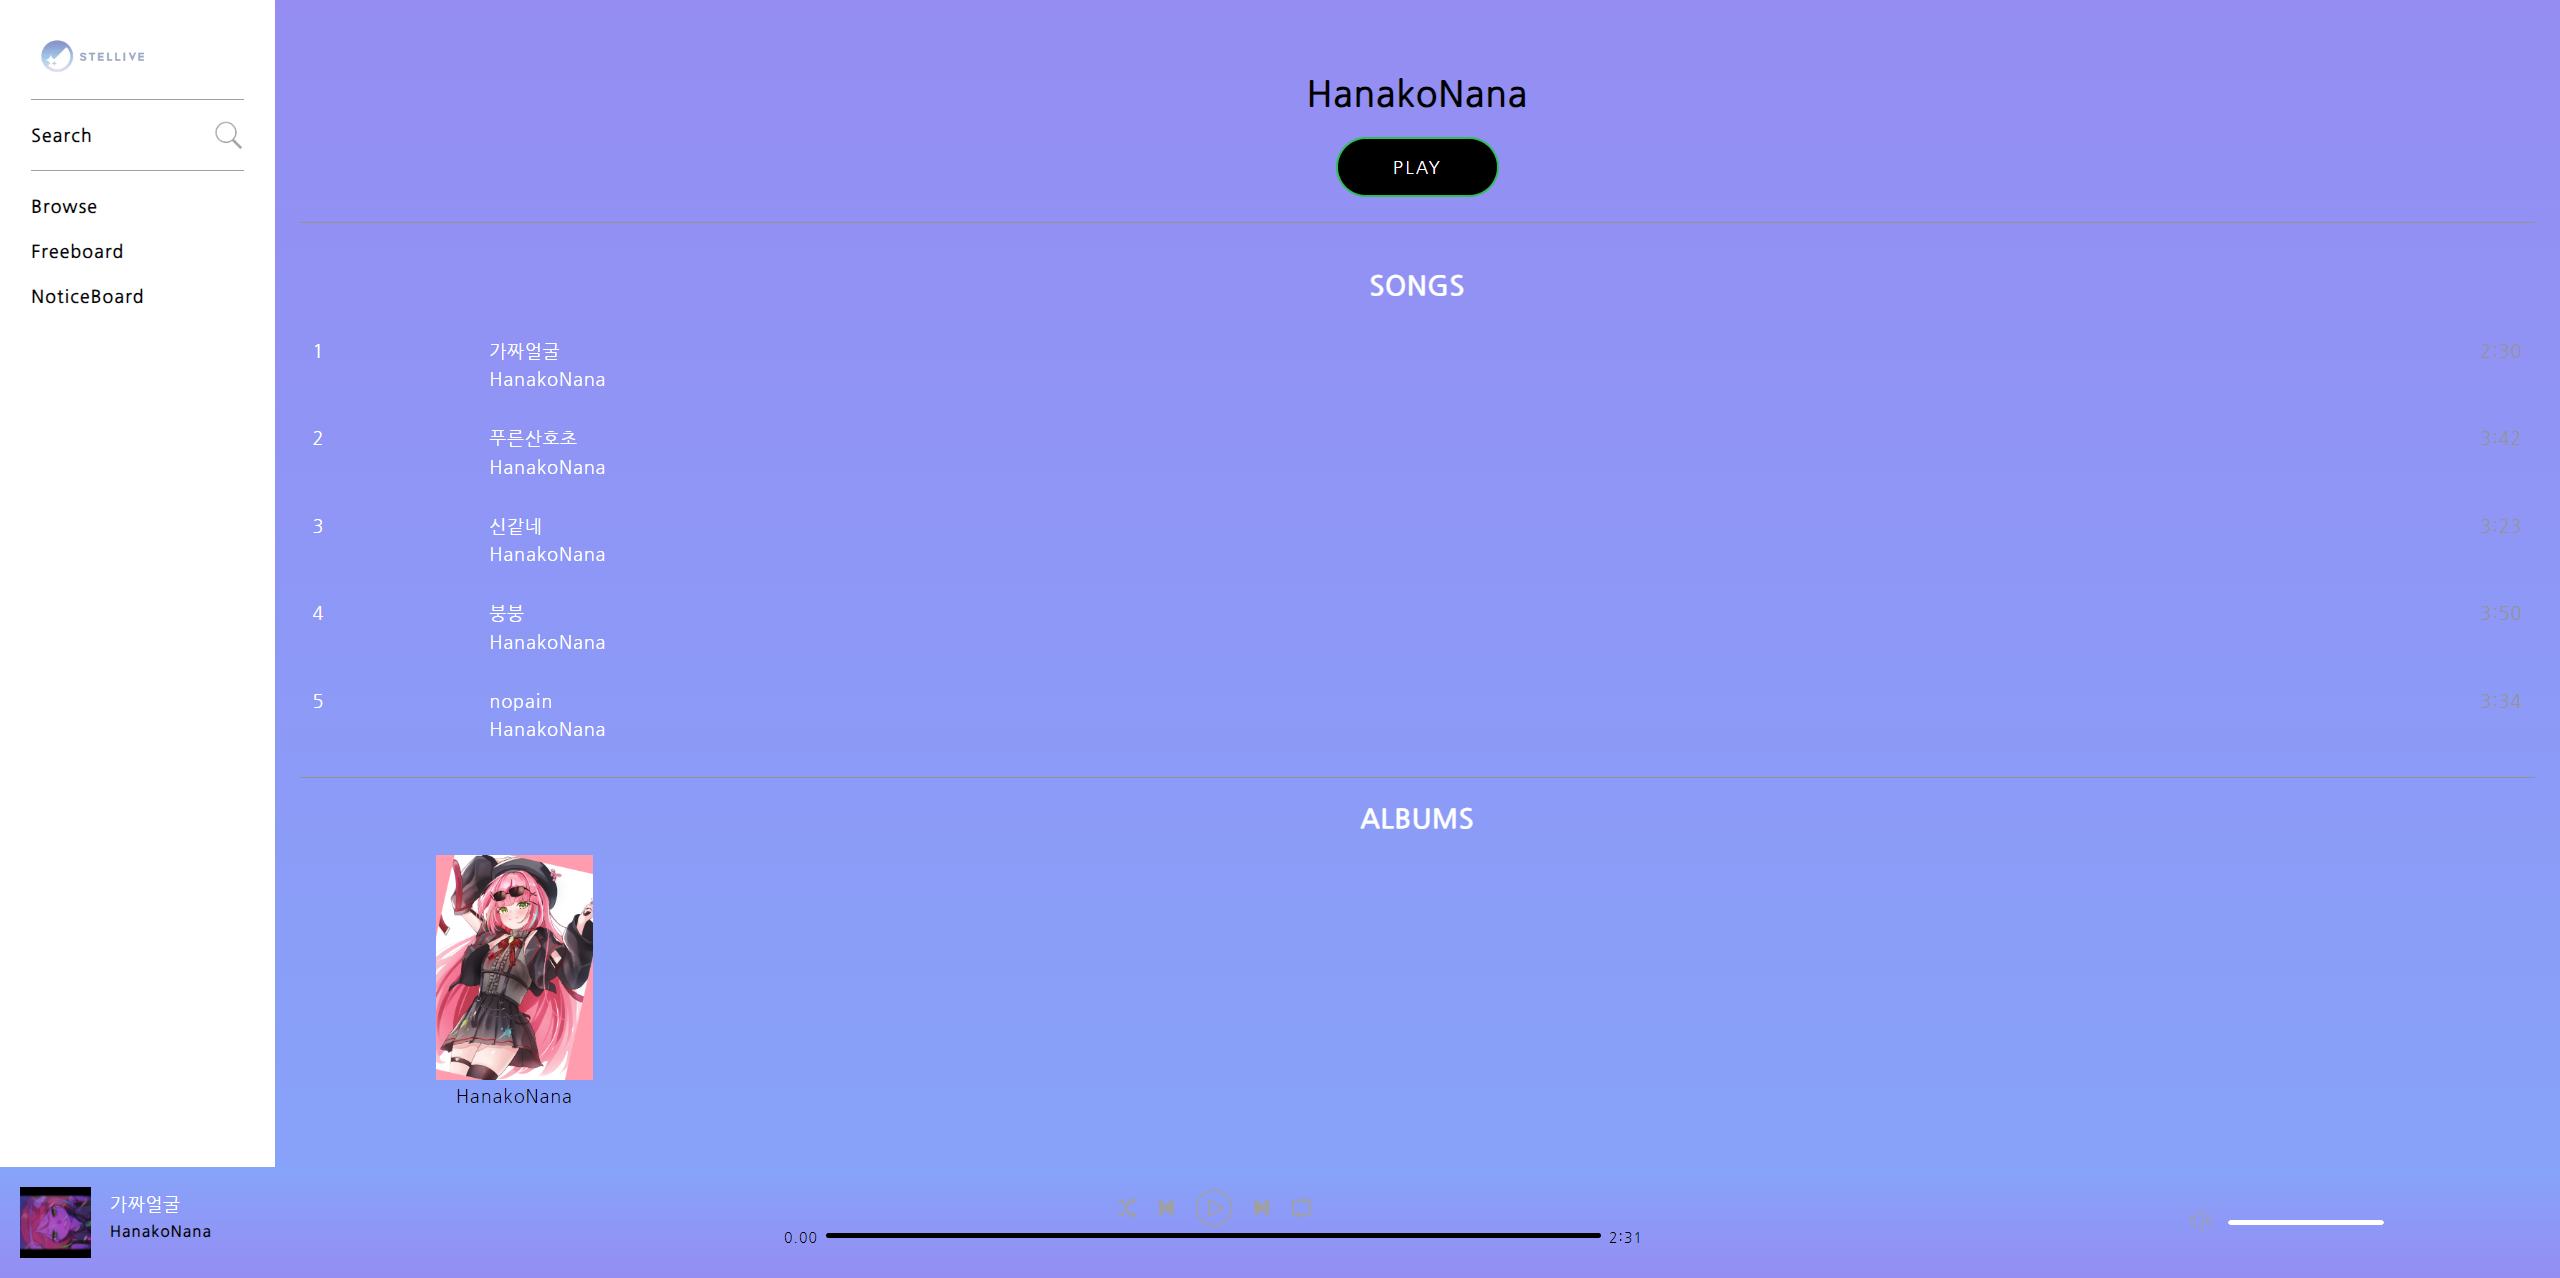 STELLIVE
Search
Browse
Freeboard
NoticeBoard
HanakoNana
PLAY
SONGS
1 가짜얼굴 2:30
HanakoNana
2 푸른산호초 3:42
HanakoNana
3 신같네 3:23
HanakoNana
4 붕붕 3:50
HanakoNana
5 nopain 3:34
HanakoNana
ALBUMS
HanakoNana
가짜얼굴
HanakoNana
0.00 2:31